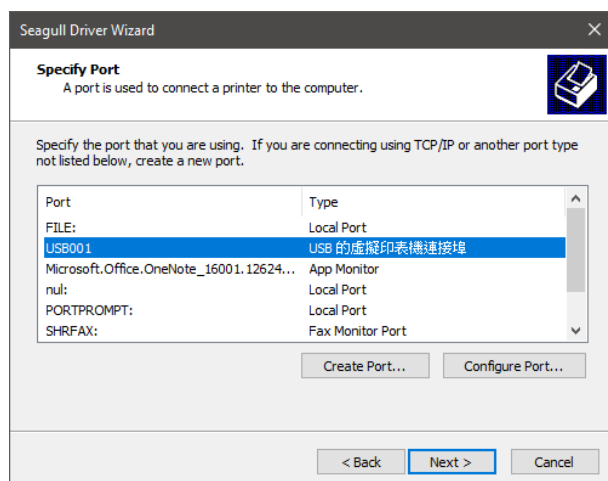 Seagull Driver Wizard
Specify Port
A port is used to connect a printer to the computer.
Specify the port that you are using.  If you are connecting using TCP/IP or another port type
not listed below, create a new port.
Port Type
FILE: Local Port
USB001 USB 的虛擬印表機連接埠
Microsoft.Office.OneNote_16001.12624... App Monitor
nul: Local Port
PORTPROMPT: Local Port
SHRFAX: Fax Monitor Port
Create Port... Configure Port...
< Back Next > Cancel